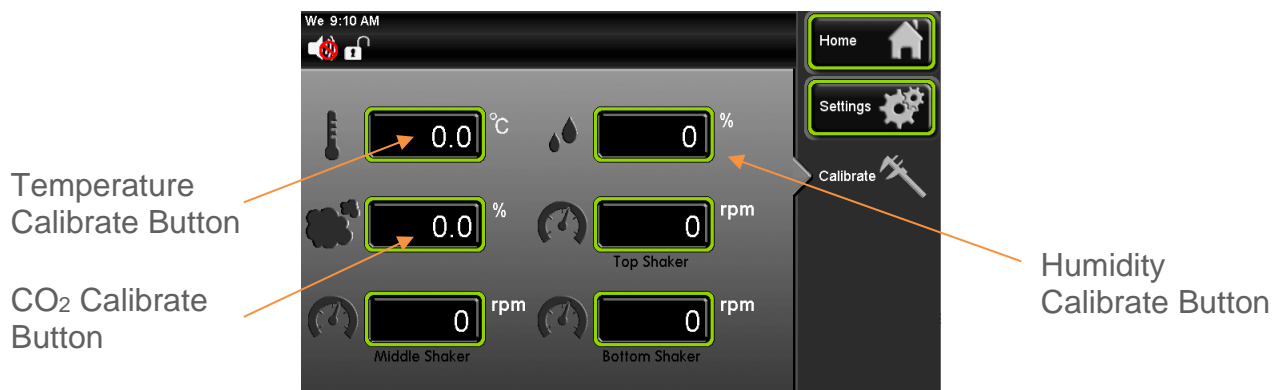 We 9:10 AM
Home
Settings
Calibrate
0.0 °C
0 %
0.0 %
0 rpm
Top Shaker
0 rpm
Middle Shaker
0 rpm
Bottom Shaker
Temperature
Calibrate Button
CO2 Calibrate
Button
Humidity
Calibrate Button